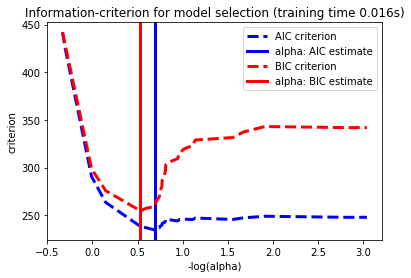 Information-criterion for model selection (training time 0.016s)
AIC criterion
alpha: AIC estimate
BIC criterion
alpha: BIC estimate
criterion
450
400
350
300
250
−0.5 0.0 0.5 1.0 1.5 2.0 2.5 3.0
-log(alpha)